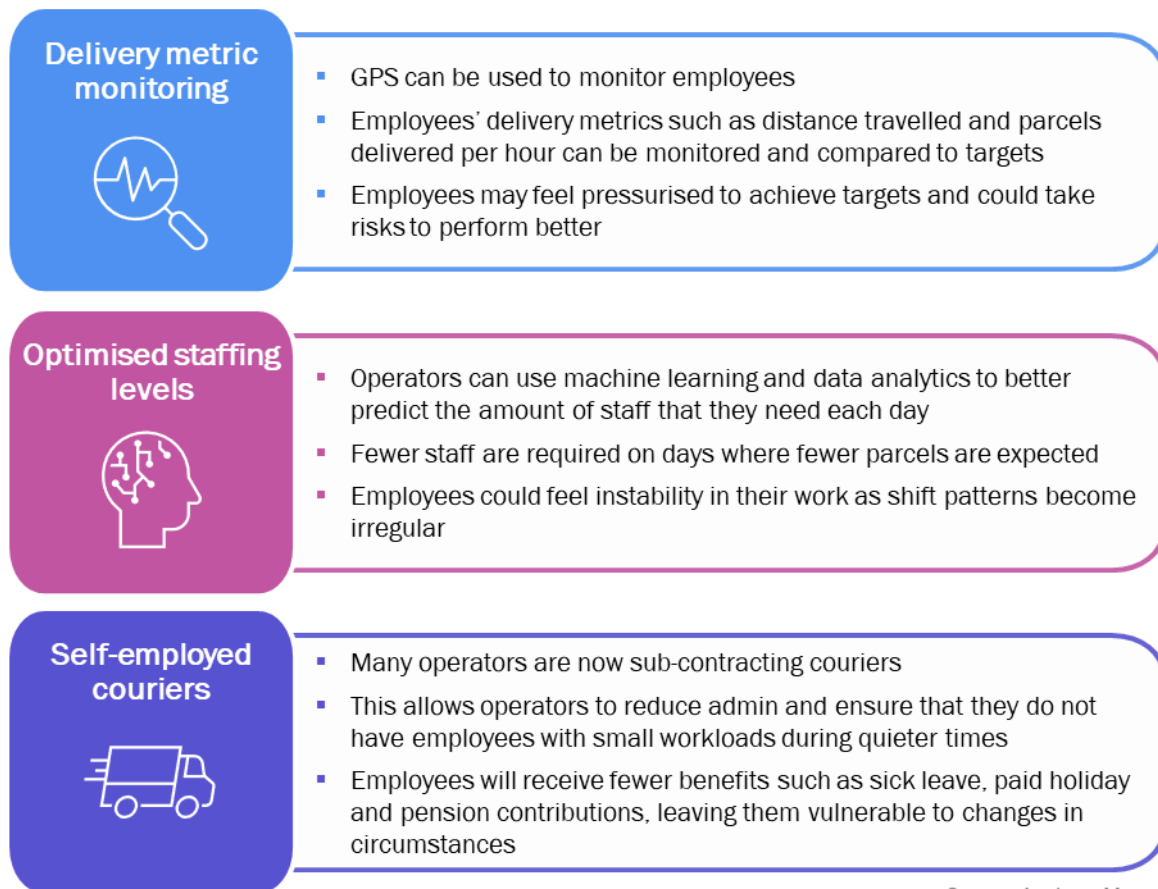 Delivery metric
monitoring
▪ GPS can be used to monitor employees
▪ Employees’ delivery metrics such as distance travelled and parcels
delivered per hour can be monitored and compared to targets
▪ Employees may feel pressurised to achieve targets and could take
risks to perform better
Optimised staffing
levels
▪ Operators can use machine learning and data analytics to better
predict the amount of staff that they need each day
▪ Fewer staff are required on days where fewer parcels are expected
▪ Employees could feel instability in their work as shift patterns become
irregular
Self-employed
couriers
▪ Many operators are now sub-contracting couriers
▪ This allows operators to reduce admin and ensure that they do not
have employees with small workloads during quieter times
▪ Employees will receive fewer benefits such as sick leave, paid holiday
and pension contributions, leaving them vulnerable to changes in
circumstances